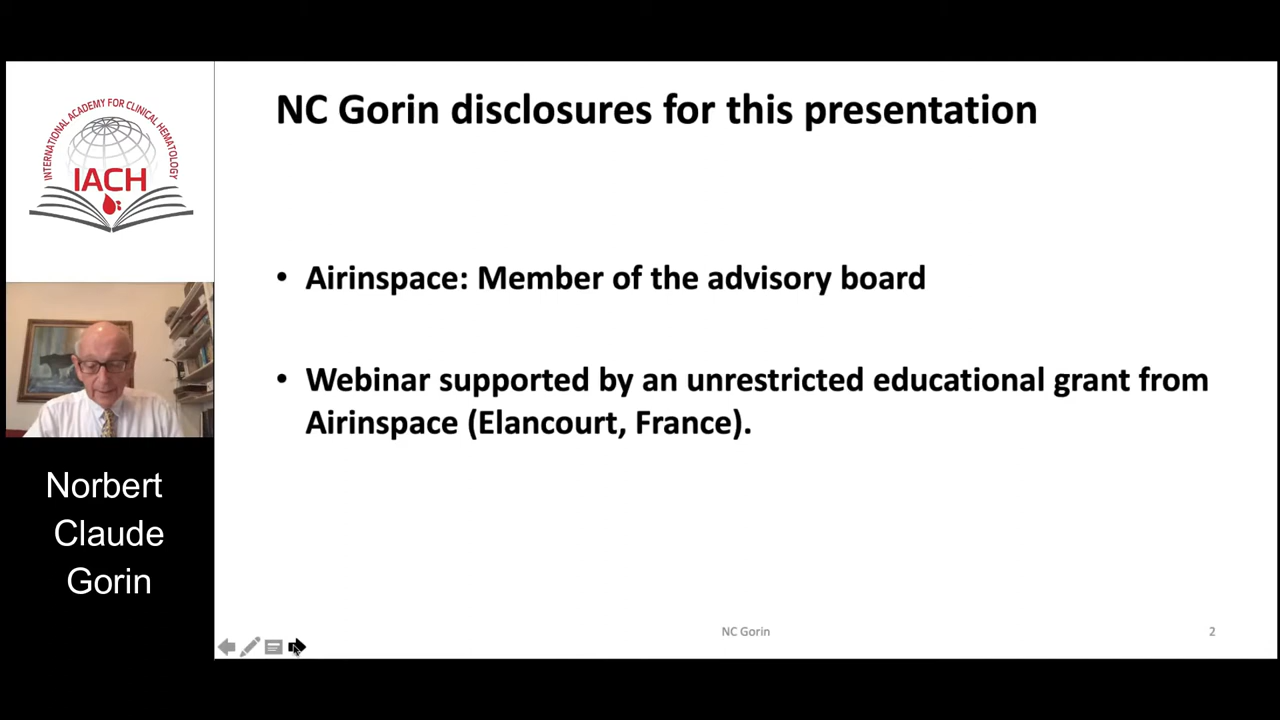 INTERNATIONAL ACADEMY FOR CLINICAL HEMATOLOGY
IACH
Norbert
Claude
Gorin
NC Gorin disclosures for this presentation
• Airinspace: Member of the advisory board
• Webinar supported by an unrestricted educational grant from
Airinspace (Elancourt, France).
NC Gorin
2